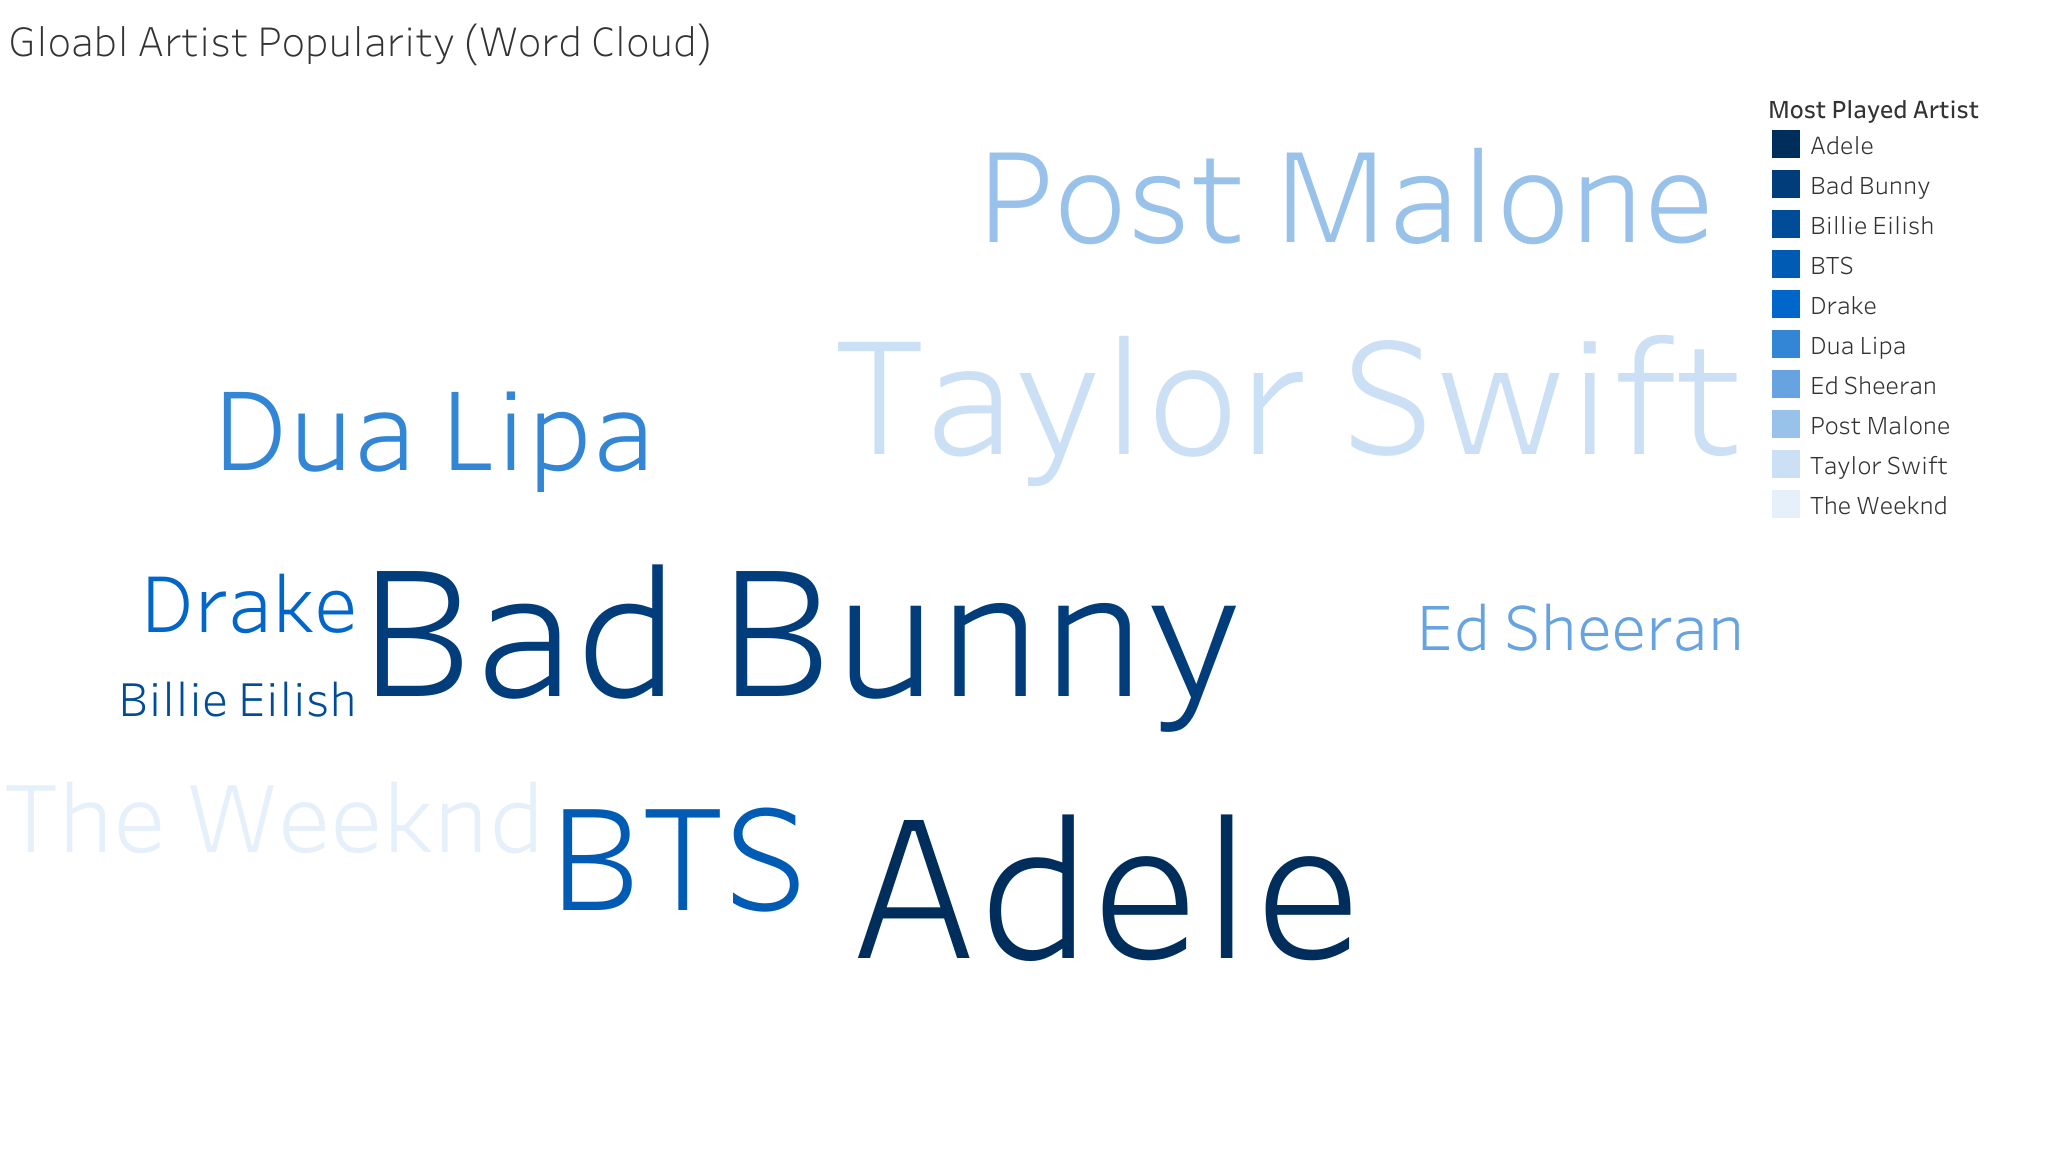 Gloabl Artist Popularity (Word Cloud)
Post Malone
Taylor Swift
Dua Lipa
Drake
Bad Bunny
Ed Sheeran
Billie Eilish
The Weeknd
BTS
Adele
Most Played Artist
Adele
Bad Bunny
Billie Eilish
BTS
Drake
Dua Lipa
Ed Sheeran
Post Malone
Taylor Swift
The Weeknd